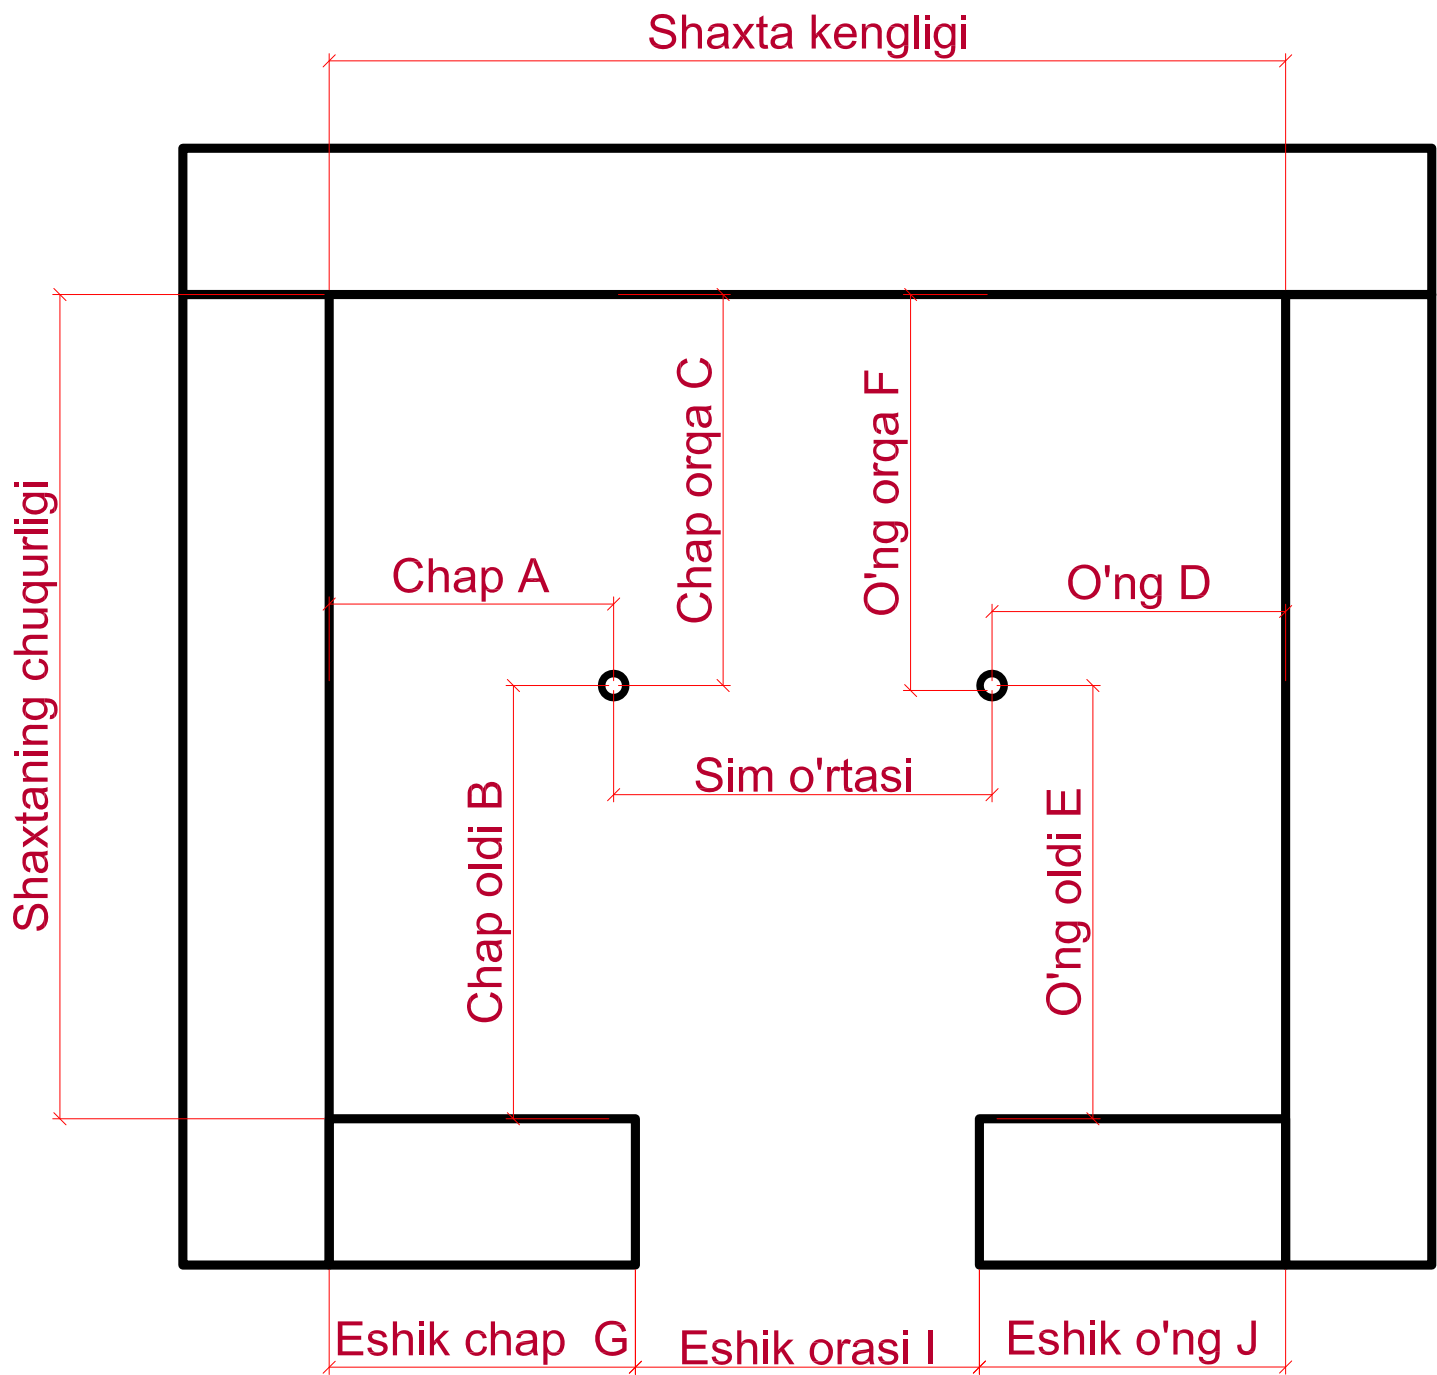 Shaxta kengligi
Shaxtaning chuqurligi
Chap orqa C
O'ng orqa F
Chap A
O'ng D
Sim o'rtasi
Chap oldi B
O'ng oldi E
Eshik chap G
Eshik orasi I
Eshik o'ng J